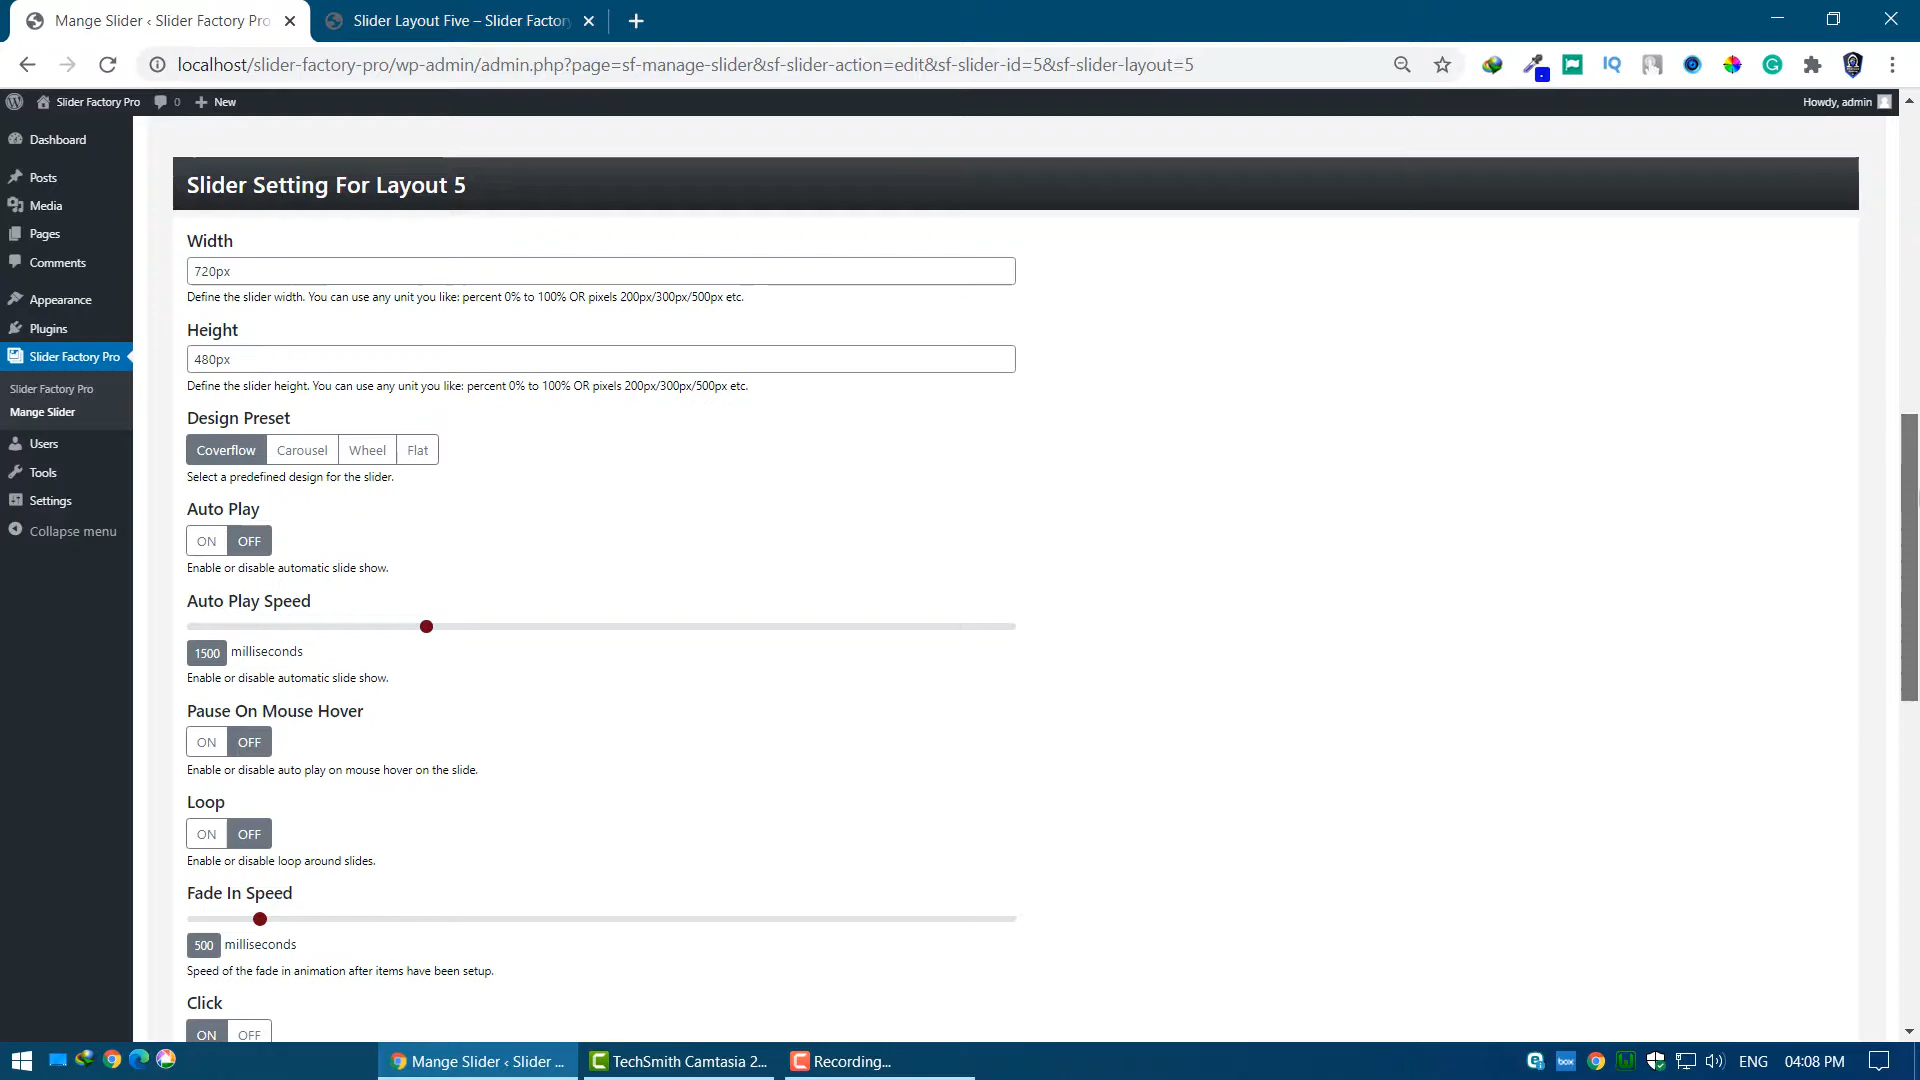 Mange Slider ‹ Slider Factory Pro
Slider Layout Five – Slider Factory
localhost/slider-factory-pro/wp-admin/admin.php?page=sf-manage-slider&sf-slider-action=edit&sf-slider-id=5&sf-slider-layout=5
Slider Factory Pro
0
New
Howdy, admin
Dashboard
Posts
Media
Pages
Comments
Appearance
Plugins
Slider Factory Pro
Slider Factory Pro
Mange Slider
Users
Tools
Settings
Collapse menu
Slider Setting For Layout 5
Width
720px
Define the slider width. You can use any unit you like: percent 0% to 100% OR pixels 200px/300px/500px etc.
Height
480px
Define the slider height. You can use any unit you like: percent 0% to 100% OR pixels 200px/300px/500px etc.
Design Preset
Coverflow Carousel Wheel Flat
Select a predefined design for the slider.
Auto Play
ON OFF
Enable or disable automatic slide show.
Auto Play Speed
1500 milliseconds
Enable or disable automatic slide show.
Pause On Mouse Hover
ON OFF
Enable or disable auto play on mouse hover on the slide.
Loop
ON OFF
Enable or disable loop around slides.
Fade In Speed
500 milliseconds
Speed of the fade in animation after items have been setup.
Click
ON OFF
Mange Slider ‹ Slider ...
TechSmith Camtasia 2...
Recording...
ENG
04:08 PM